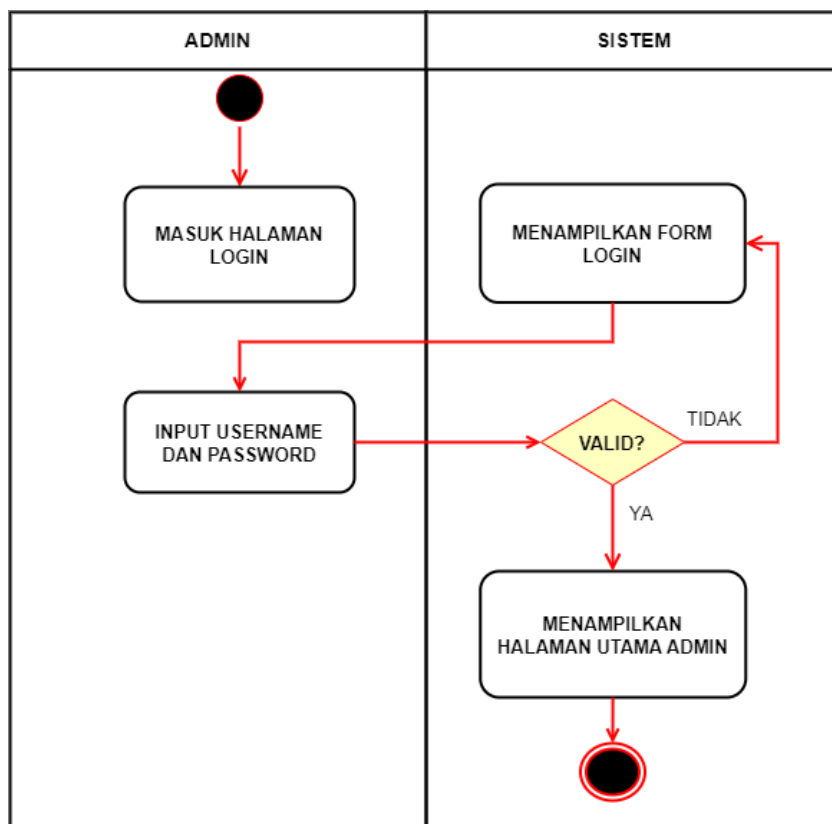 ADMIN
SISTEM
MASUK HALAMAN
LOGIN
MENAMPILKAN FORM
LOGIN
INPUT USERNAME
DAN PASSWORD
VALID?
TIDAK
YA
MENAMPILKAN
HALAMAN UTAMA ADMIN